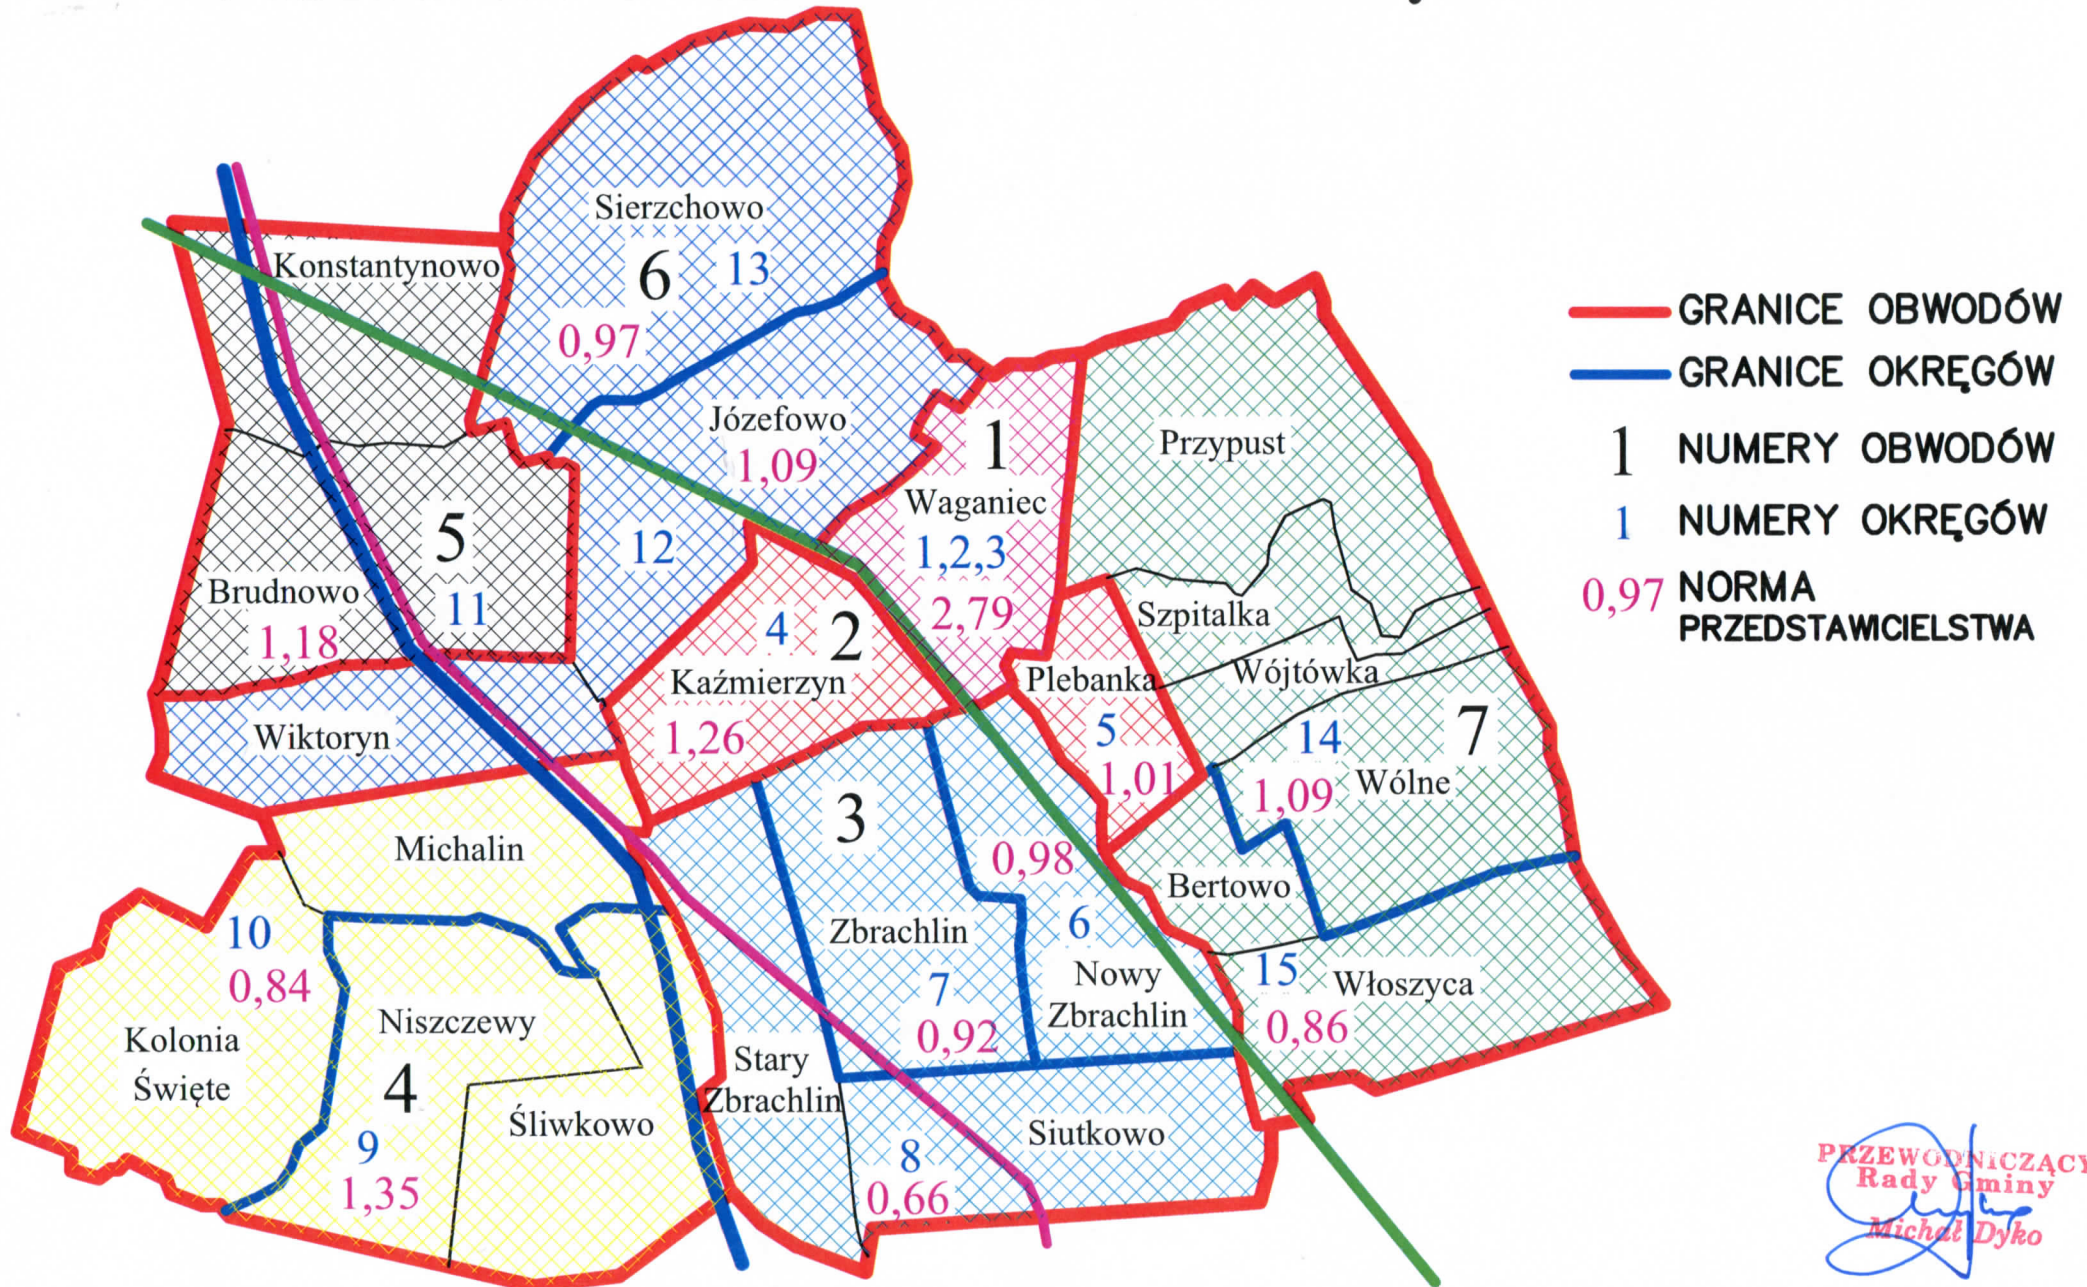 Sierzchowo
6 13
0,97
Konstantynowo
Józefowo
1,09
1
Waganiec
1,2,3
2,79
Przypust
5
11
Brudnowo
1,18
12
4 2
Kaźmierzyn
1,26
Szpitalka
Wójtówka
Plebanka
5
1,01
14
1,09
7
Wólne
Wiktoryn
Michalin
3
0,98
Zbrachlin
7
0,92
6
Nowy
Zbrachlin
Bertowo
15
0,86
Włoszyca
10
0,84
Kolonia
Święte
Niszczewy
4
9
1,35
Śliwkowo
Stary
Zbrachlin
8
0,66
Siutkowo
GRANICE OBWODÓW
GRANICE OKRĘGÓW
1 NUMERY OBWODÓW
1 NUMERY OKRĘGÓW
0,97 NORMA
PRZEDSTAWICIELSTWA
PRZEWODNICZĄCY
Rady Gminy
Michał Dyko